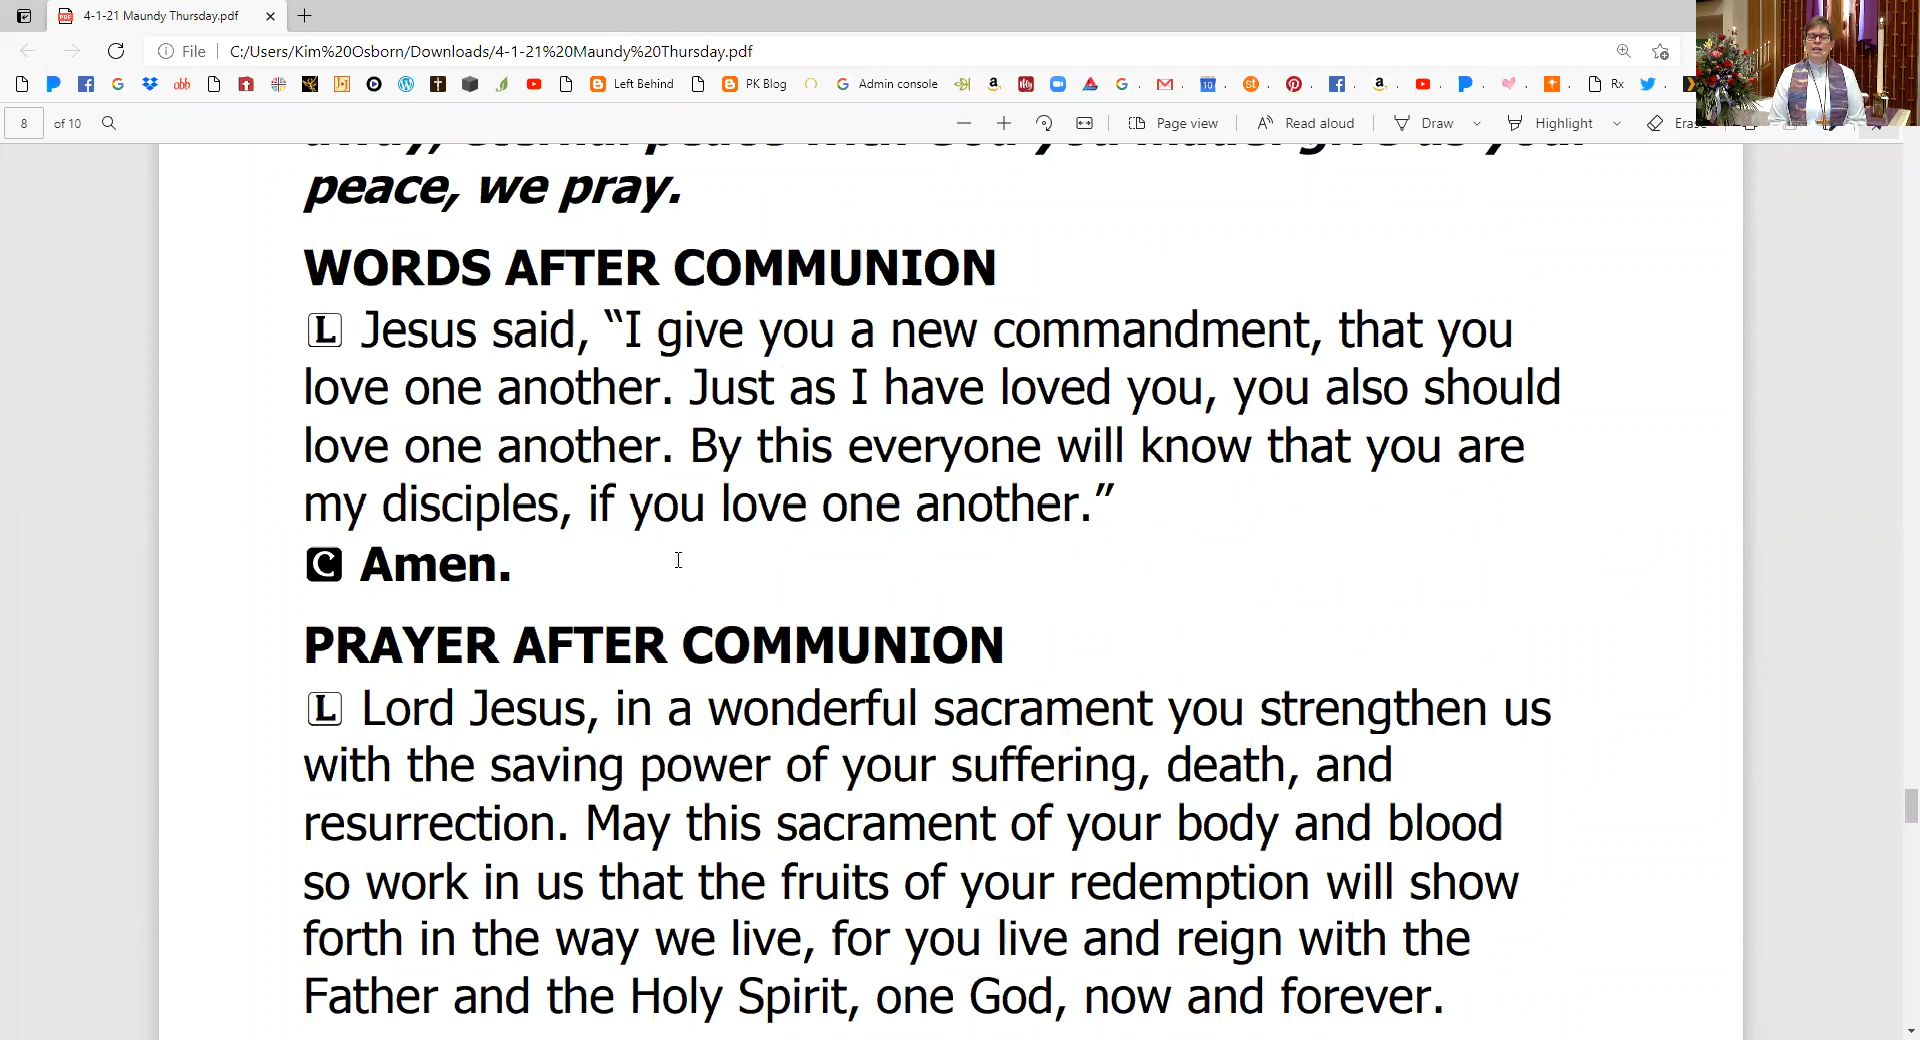 4-1-21 Maundy Thursday.pdf
File C:/Users/Kim%20Osborn/Downloads/4-1-21%20Maundy%20Thursday.pdf
abb Left Behind PK Blog Admin console Rx
8 of 10 Page view Read aloud Draw Highlight
peace, we pray.
WORDS AFTER COMMUNION
L Jesus said, “I give you a new commandment, that you
love one another. Just as I have loved you, you also should
love one another. By this everyone will know that you are
my disciples, if you love one another.”
C Amen.
PRAYER AFTER COMMUNION
L Lord Jesus, in a wonderful sacrament you strengthen us
with the saving power of your suffering, death, and
resurrection. May this sacrament of your body and blood
so work in us that the fruits of your redemption will show
forth in the way we live, for you live and reign with the
Father and the Holy Spirit, one God, now and forever.